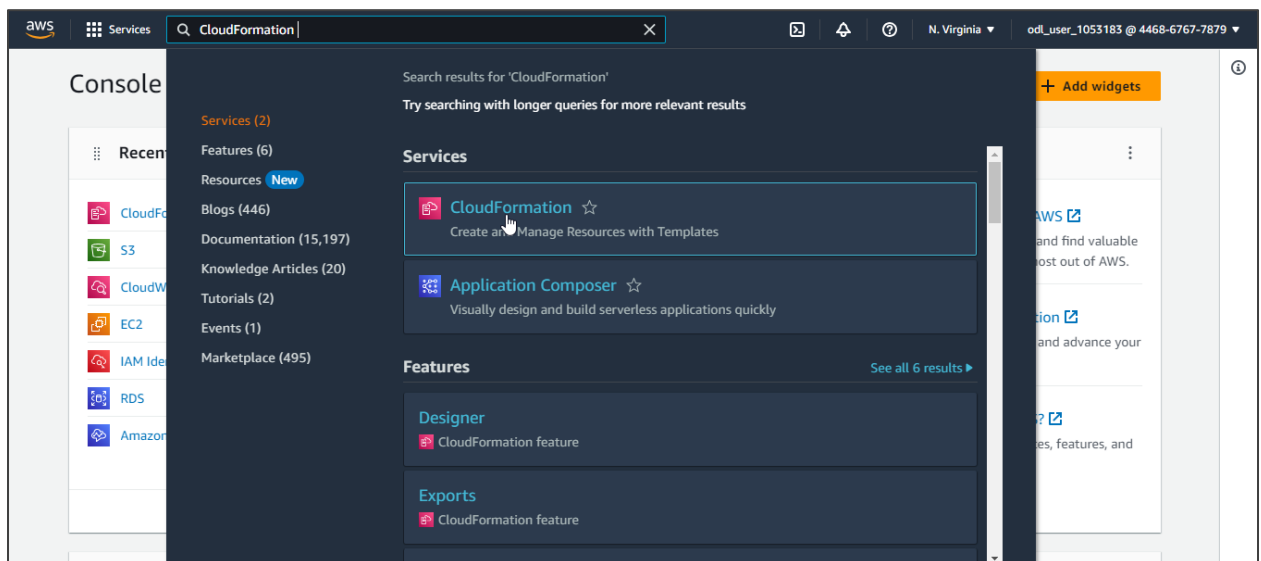 aws
Services
CloudFormation
N. Virginia
odl_user_1053183 @ 4468-6767-7879
Console
+ Add widgets
Search results for 'CloudFormation'
Try searching with longer queries for more relevant results
Services (2)
Features (6)
Resources New
Blogs (446)
Documentation (15,197)
Knowledge Articles (20)
Tutorials (2)
Events (1)
Marketplace (495)
Services
CloudFormation
Create and Manage Resources with Templates
Application Composer
Visually design and build serverless applications quickly
Features
See all 6 results
Designer
CloudFormation feature
Exports
CloudFormation feature
Recen
CloudFo
S3
CloudW
EC2
IAM Ide
RDS
Amazon
AWS
and find valuable
ost out of AWS.
tion
and advance your
?
es, features, and